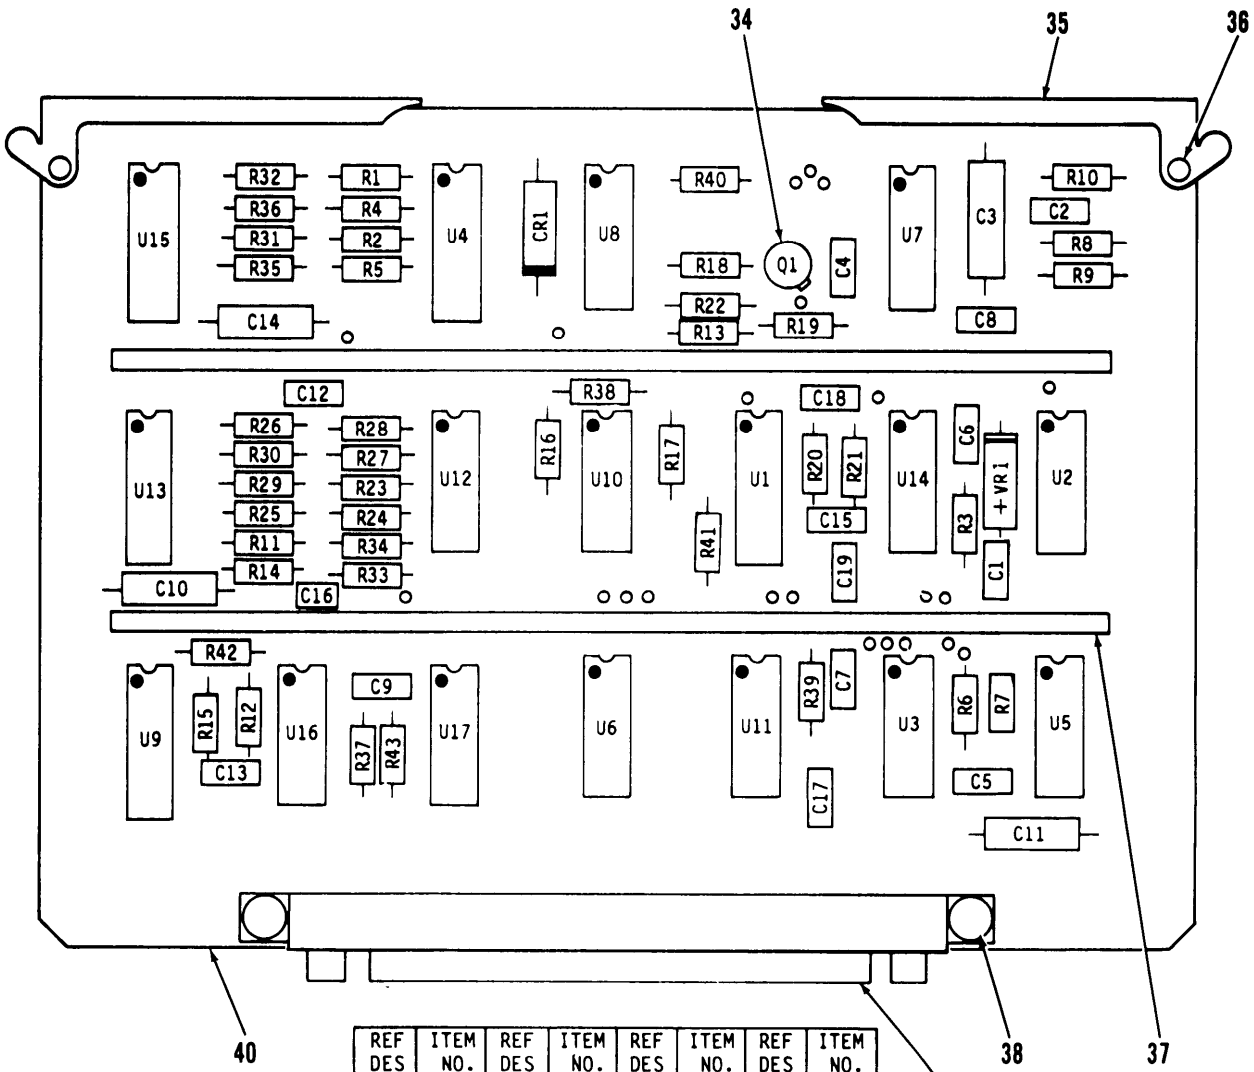 34
35
36
R32 R1 R40 R10
R36 R4 C2
U15 R31 R2 U4 CR1 U8 U7 C3 R8
R35 R5 R18 Q1 C4 R9
C14 R22 C8
R13 R19
C12 R38 C18
R26 R28 C6
R30 R27 R16 R17 R20 R21
U13 R29 R23 U12 U10 U1 U14 +VR1 U2
R25 R24 C15 R3
R11 R34 R41
C10 R14 R33 C19 C1
C16
R42
C9 R39 C7 R6 R7
R15 R12
U9 U16 U17 U6 U11 U3 U5
R37 R43
C13 C17 C5
C11
40 38 37
REF DES ITEM NO. REF DES ITEM NO. REF DES ITEM NO. REF DES ITEM NO.